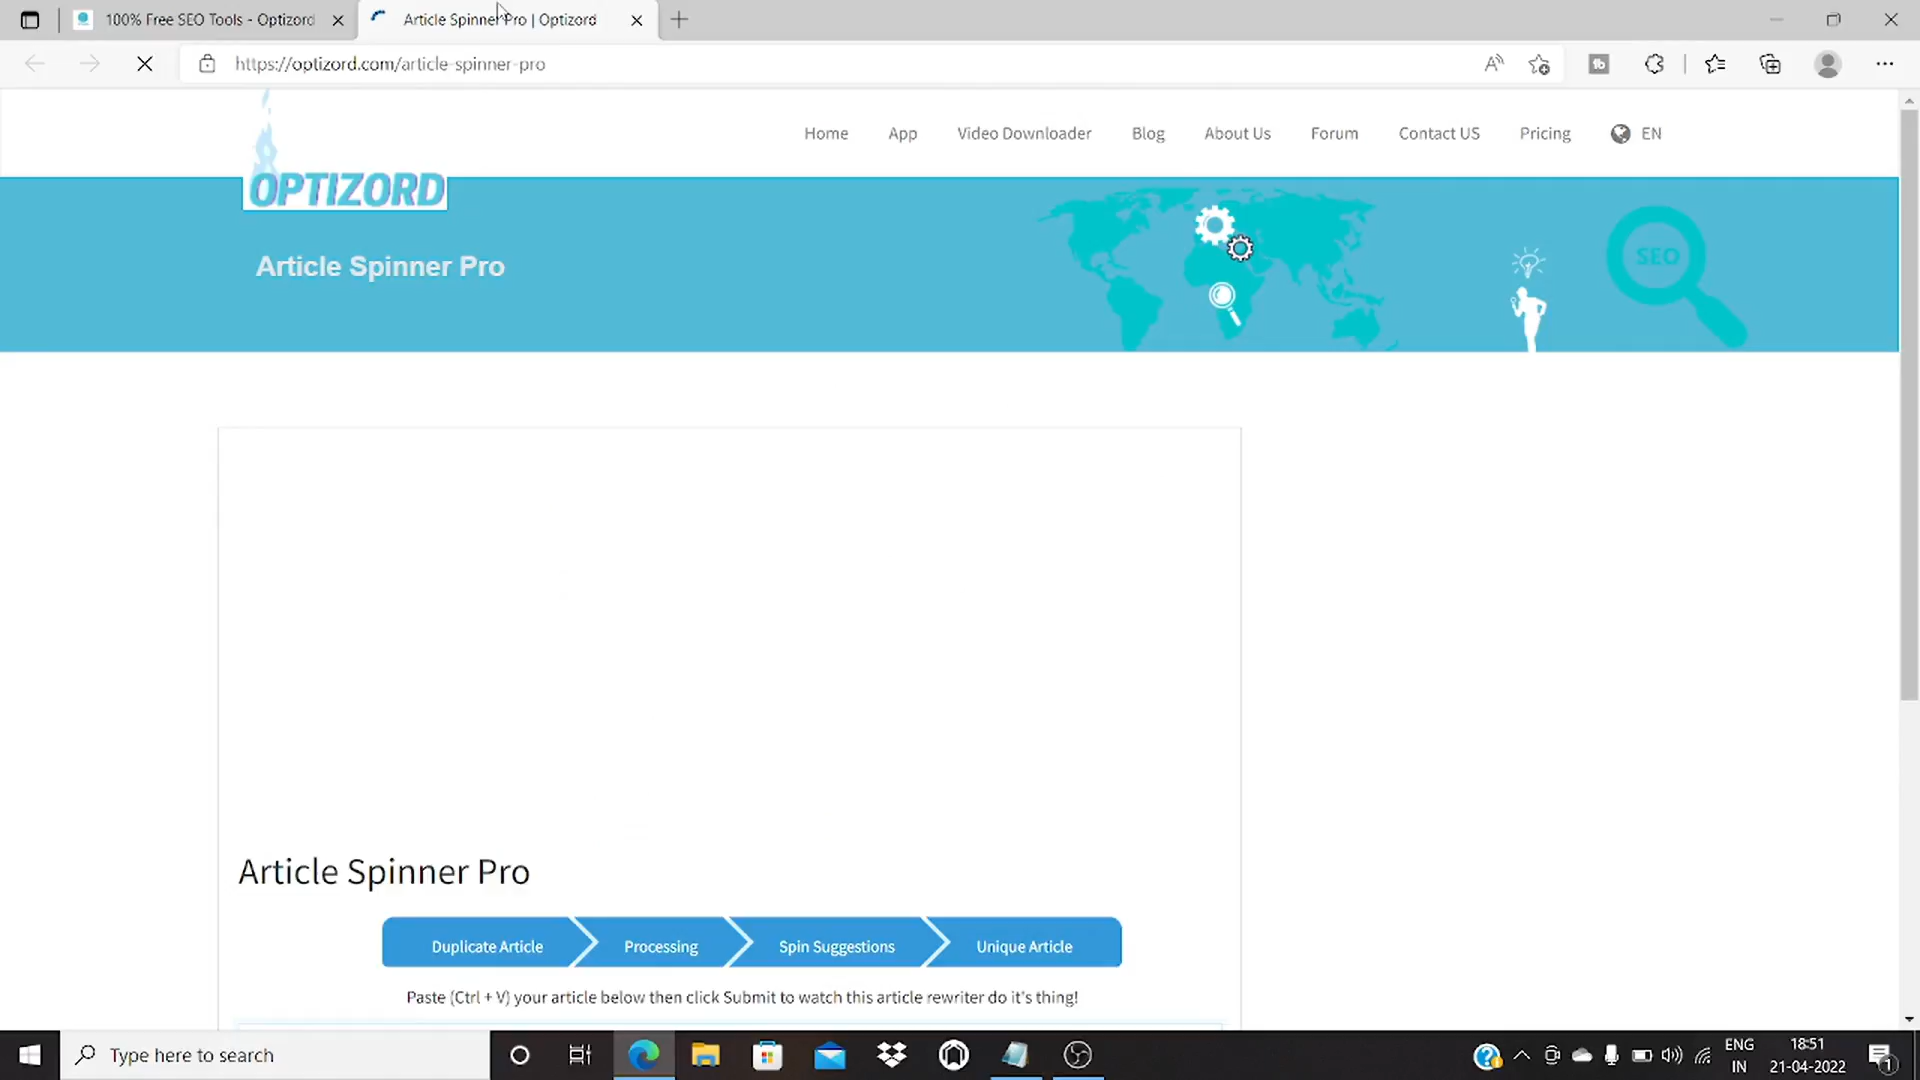 100% Free SEO Tools - Optizord
Article Spinner Pro | Optizord
https://optizord.com/article-spinner-pro
Home App Video Downloader Blog About Us Forum Contact US Pricing EN
OPTIZORD
Article Spinner Pro
SEO
Article Spinner Pro
Duplicate Article Processing Spin Suggestions Unique Article
Paste (Ctrl + V) your article below then click Submit to watch this article rewriter do it's thing!
Type here to search
ENG
IN
18:51
21-04-2022
1